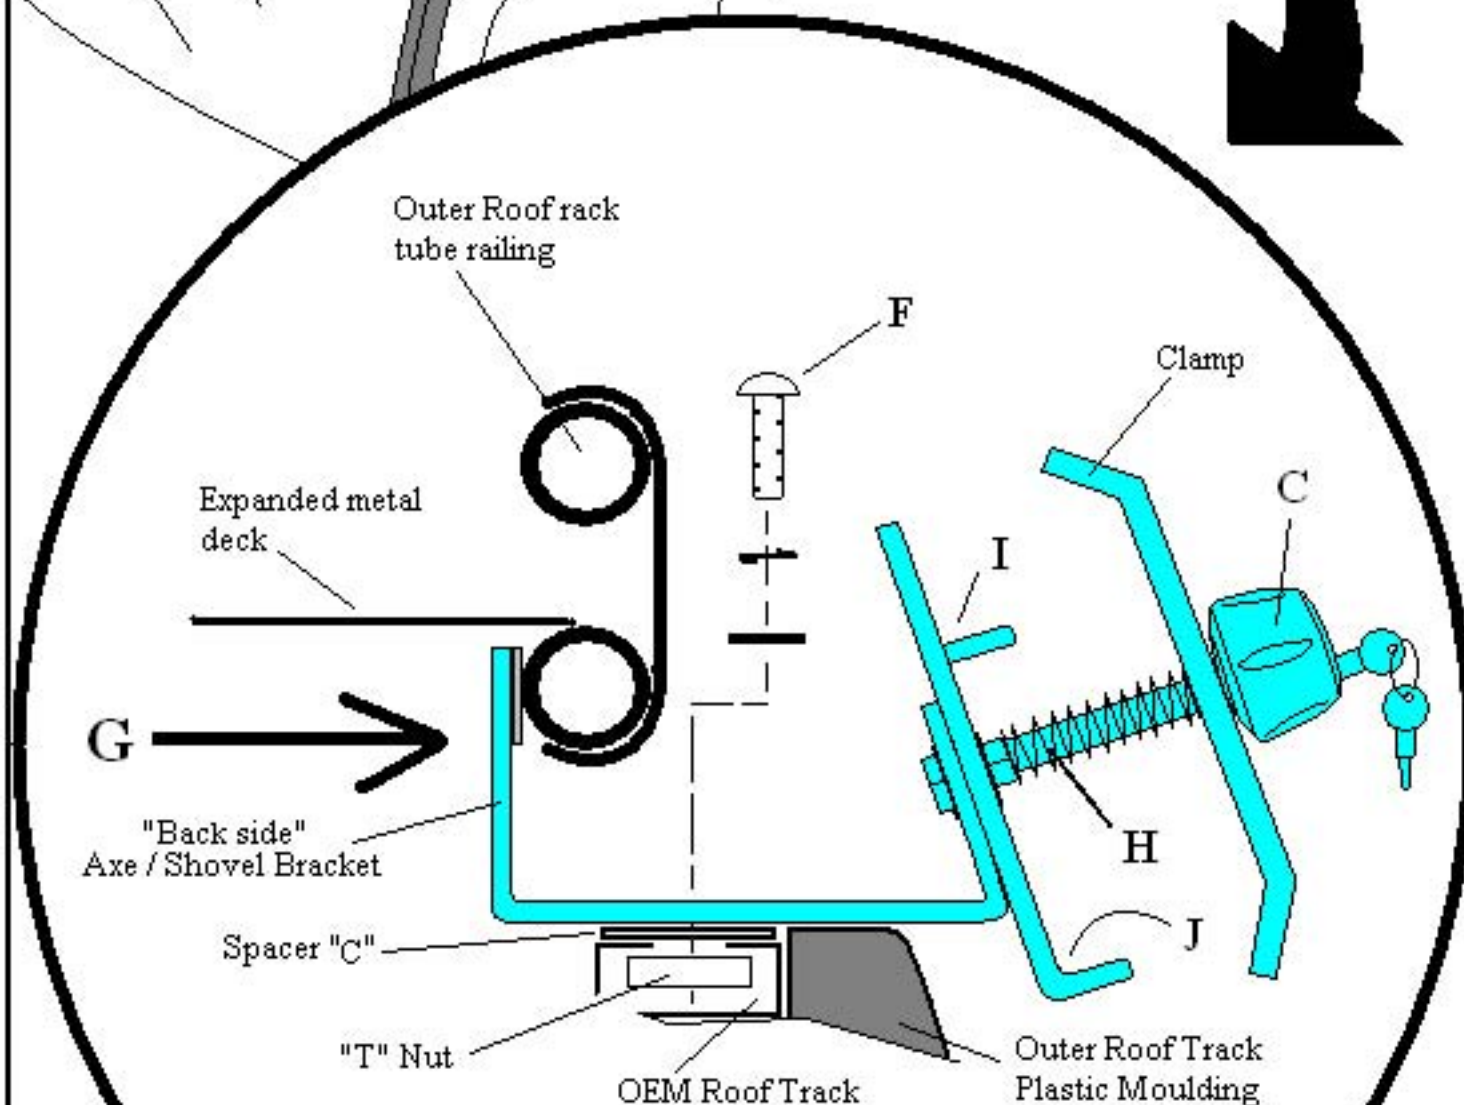 Outer Roof rack
tube railing
F
Clamp
C
Expanded metal
deck
I
G
"Back side"
Axe / Shovel Bracket
H
Spacer "C"
J
"T" Nut
OEM Roof Track
Outer Roof Track
Plastic Moulding